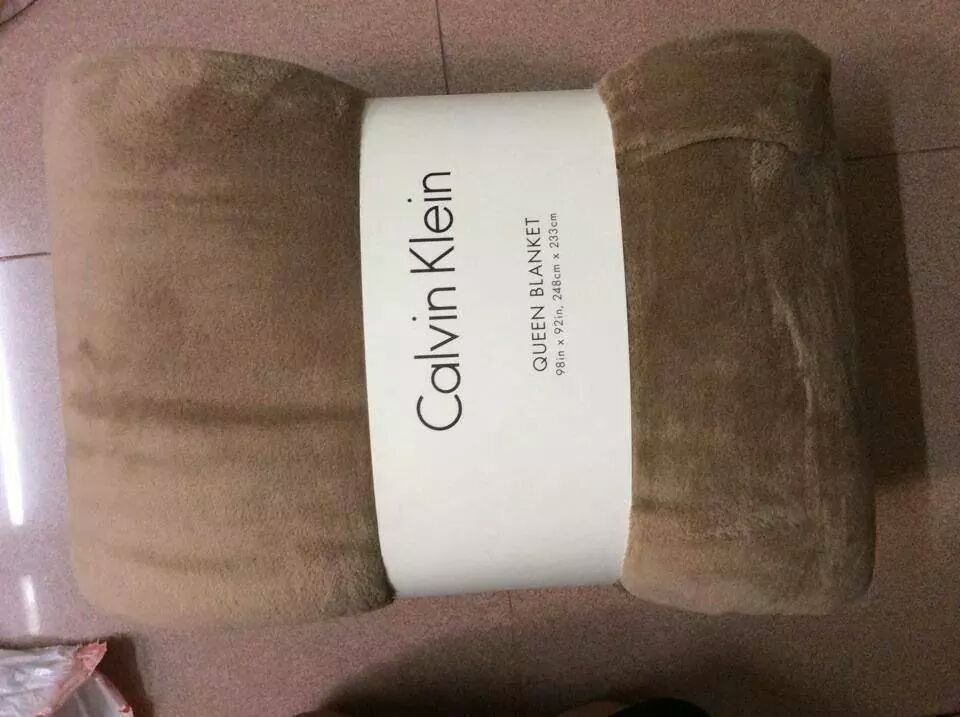 Calvin Klein
QUEEN BLANKET
98in x 92in, 248cm x 233cm